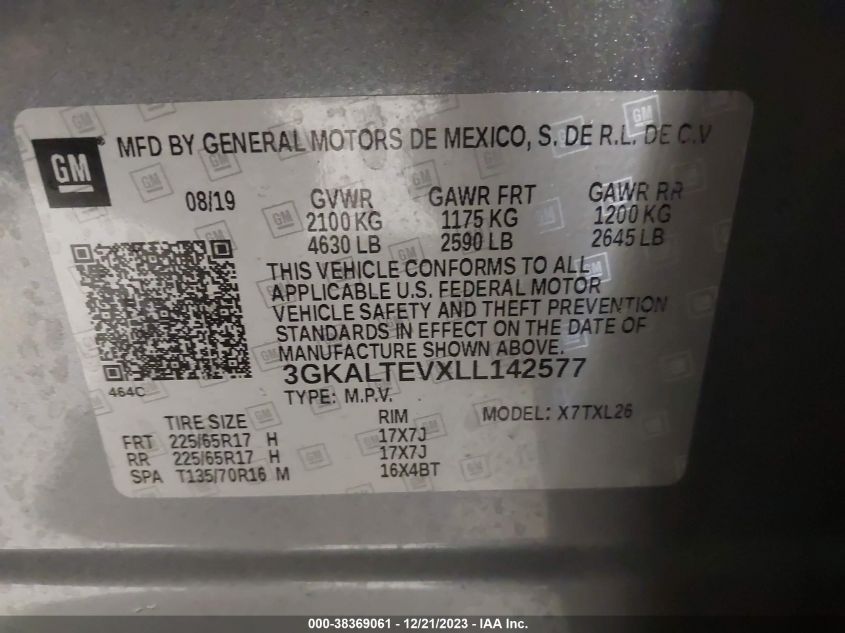 GM
MFD BY GENERAL MOTORS DE MEXICO, S. DE R.L. DE C.V
08/19 GVWR GAWR FRT GAWR RR
2100 KG 1175 KG 1200 KG
4630 LB 2590 LB 2645 LB
THIS VEHICLE CONFORMS TO ALL
APPLICABLE U.S. FEDERAL MOTOR
VEHICLE SAFETY AND THEFT PREVENTION
STANDARDS IN EFFECT ON THE DATE OF
MANUFACTURE SHOWN ABOVE.
3GKALTEVXLL142577
464C
TYPE: M.P.V.
TIRE SIZE RIM MODEL: X7TXL26
FRT 225/65R17 H 17X7J
RR 225/65R17 H 17X7J
SPA T135/70R16 M 16X4BT
000-38369061 - 12/21/2023 - IAA Inc.